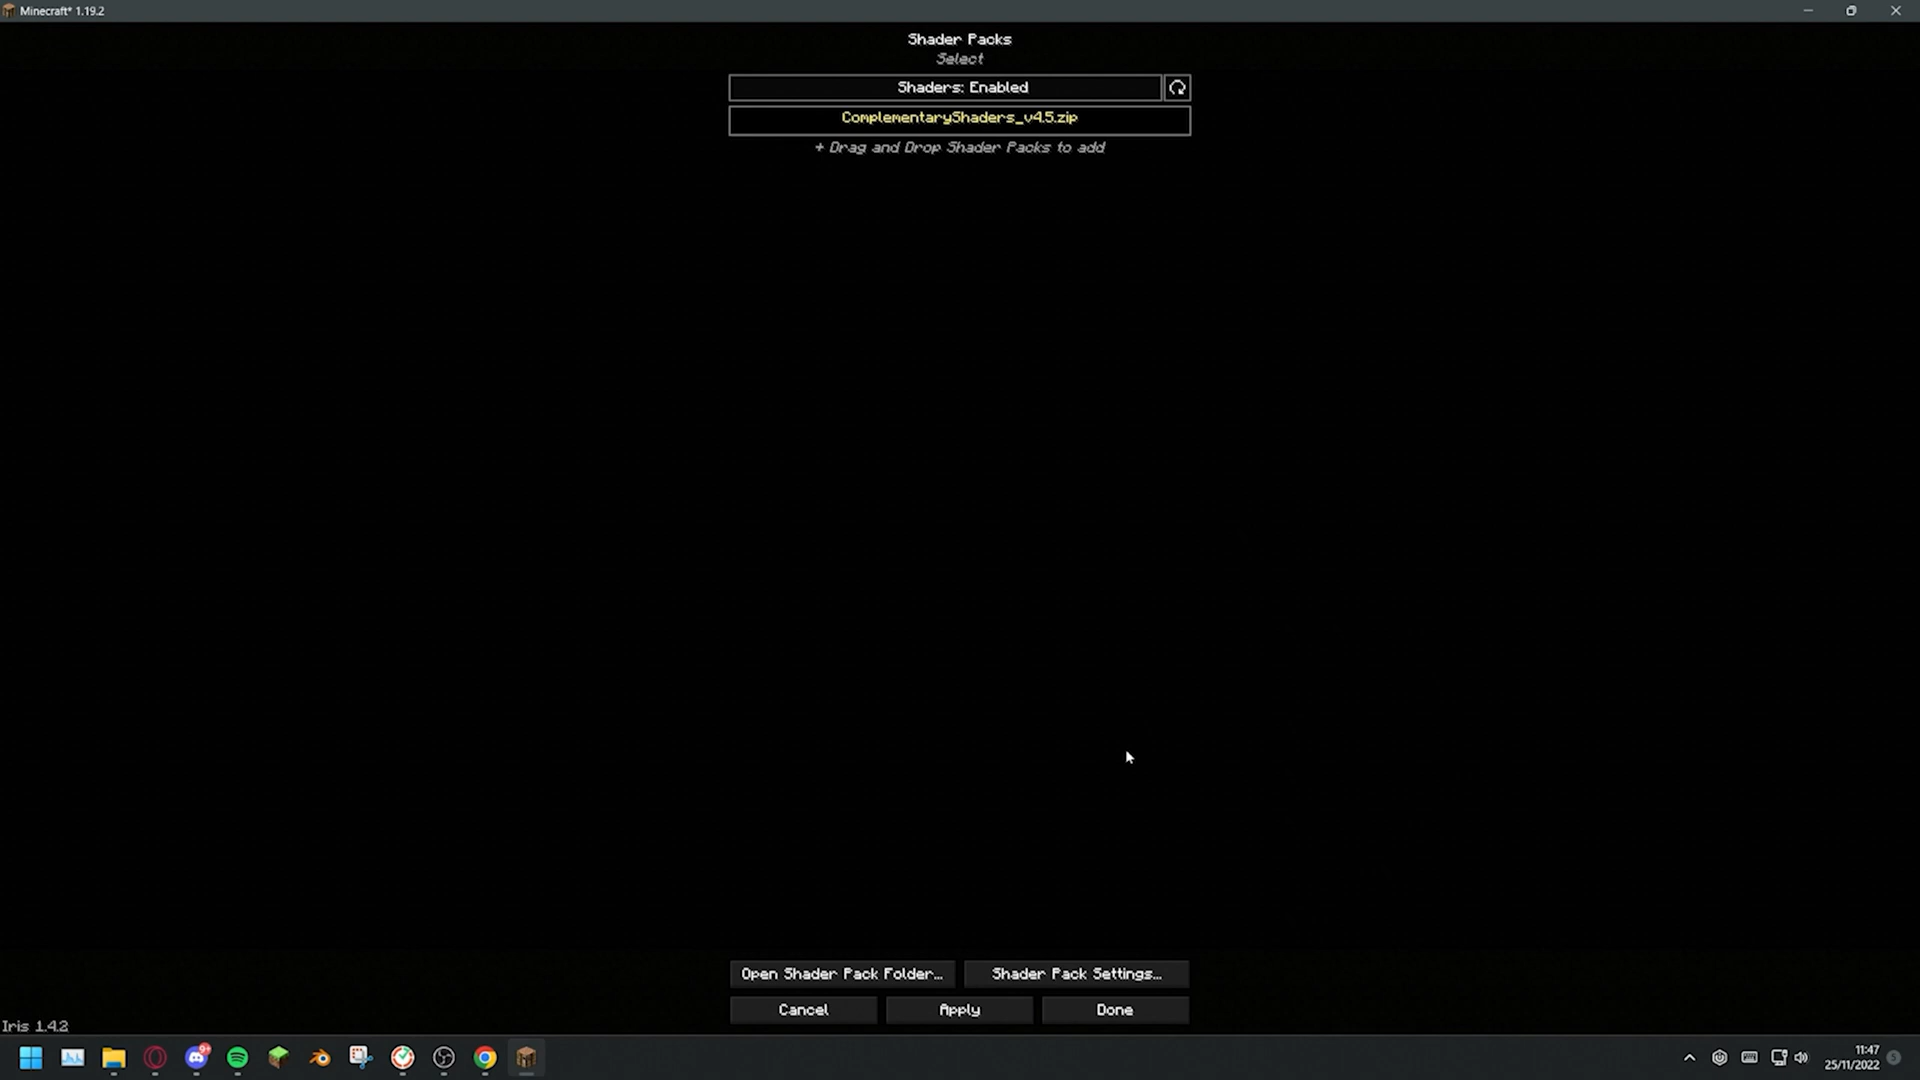 Minecraft* 1.19.2
Shader Packs
Select
Shaders: Enabled
ComplementaryShaders_v4.5.zip
+ Drag and Drop Shader Packs to add
Open Shader Pack Folder...
Shader Pack Settings...
Cancel
Apply
Done
Iris 1.4.2
9+
11:47
25/11/2022
5